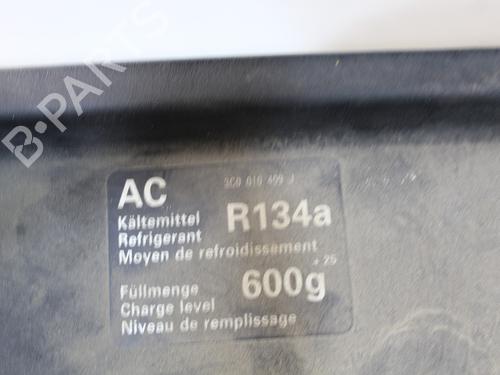 B-PARTS
AC
Kältemittel
Refrigerant
R134a
Moyen de refroidissement
Füllmenge
Charge level
600g
+ 25
Niveau de remplissage